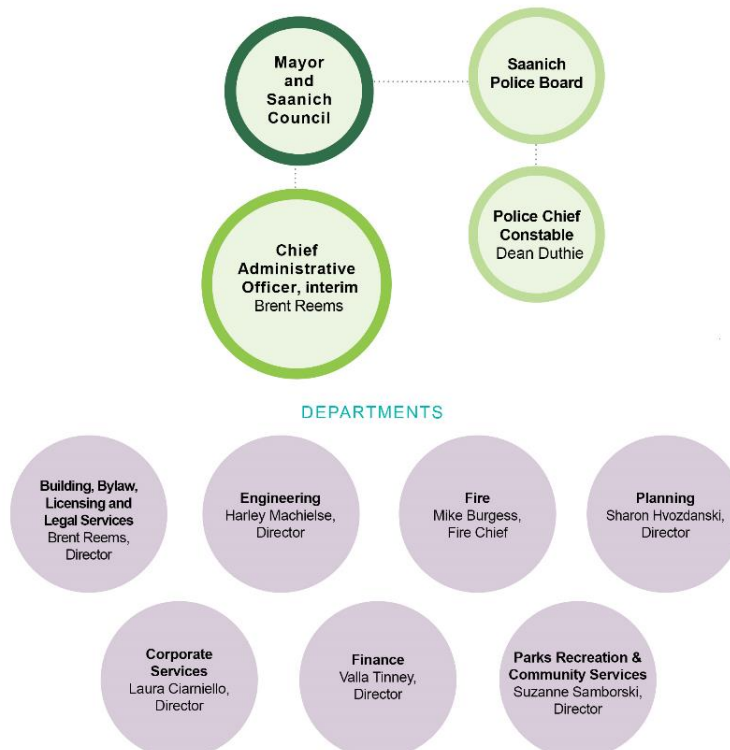 Mayor
and
Saanich
Council
Saanich
Police Board
Police Chief
Constable
Dean Duthie
Chief
Administrative
Officer, interim
Brent Reems
DEPARTMENTS
Building, Bylaw,
Licensing and
Legal Services
Brent Reems,
Director
Engineering
Harley Machielse,
Director
Fire
Mike Burgess,
Fire Chief
Planning
Sharon Hvozdanski,
Director
Corporate
Services
Laura Ciarniello,
Director
Finance
Valla Tinney,
Director
Parks Recreation &
Community Services
Suzanne Samborski,
Director